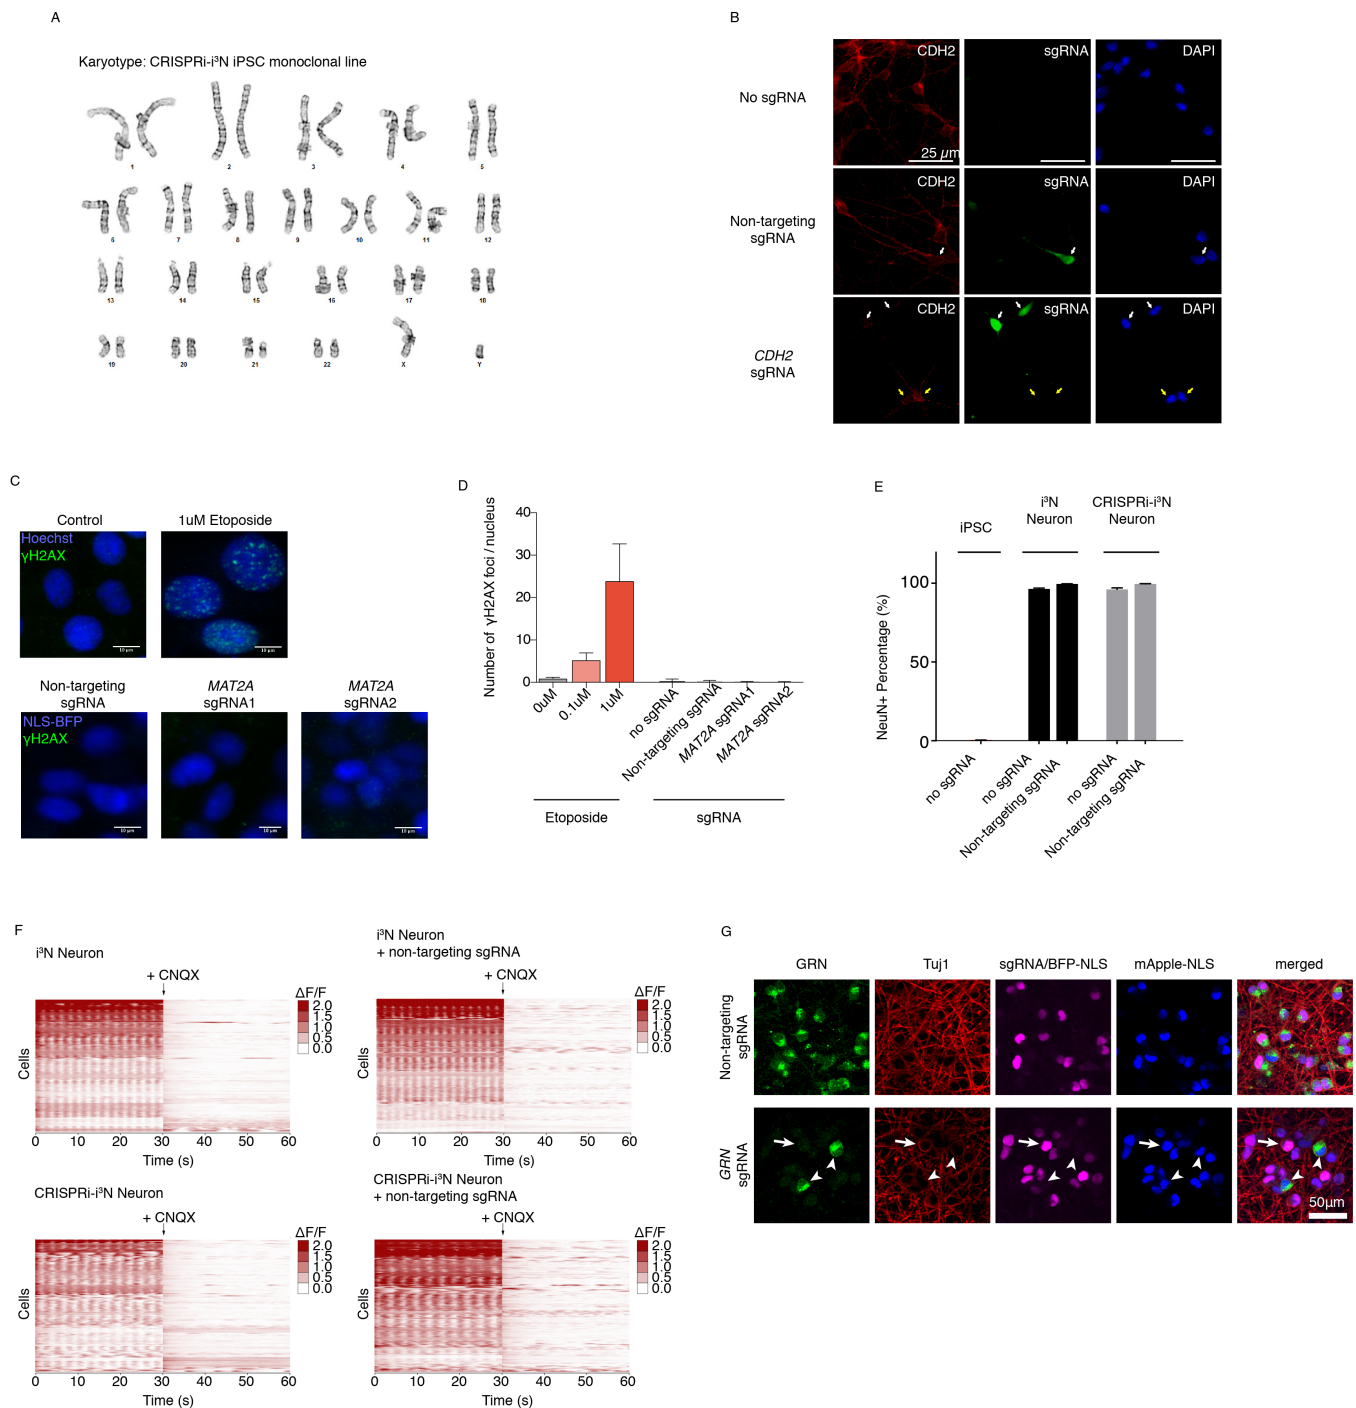 A
Karyotype: CRISPRi-i³N iPSC monoclonal line
1 2 3 4 5
6 7 8 9 10 11 12
13 14 15 16 17 18
19 20 21 22 X Y
B
CDH2 sgRNA DAPI
No sgRNA
25 µm
CDH2 sgRNA DAPI
Non-targeting
sgRNA
CDH2 sgRNA DAPI
CDH2
sgRNA
C
Control 1uM Etoposide
Hoechst
γH2AX
10 µm 10 µm
Non-targeting
sgRNA
MAT2A
sgRNA1
MAT2A
sgRNA2
NLS-BFP
γH2AX
10 µm 10 µm 10 µm
D
Number of γH2AX foci / nucleus
40
30
20
10
0
0uM
0.1uM
1uM
no sgRNA
Non-targeting sgRNA
MAT2A sgRNA1
MAT2A sgRNA2
Etoposide sgRNA
E
iPSC
i³N
Neuron
CRISPRi-i³N
Neuron
NeuN+ Percentage (%)
100
50
0
no sgRNA
no sgRNA
Non-targeting sgRNA
no sgRNA
Non-targeting sgRNA
F
i³N Neuron
+ CNQX
ΔF/F
2.0
1.5
1.0
0.5
0.0
Cells
0 10 20 30 40 50 60
Time (s)
i³N Neuron
+ non-targeting sgRNA
+ CNQX
ΔF/F
2.0
1.5
1.0
0.5
0.0
Cells
0 10 20 30 40 50 60
Time (s)
CRISPRi-i³N Neuron
+ CNQX
ΔF/F
2.0
1.5
1.0
0.5
0.0
Cells
0 10 20 30 40 50 60
Time (s)
CRISPRi-i³N Neuron
+ non-targeting sgRNA
+ CNQX
ΔF/F
2.0
1.5
1.0
0.5
0.0
Cells
0 10 20 30 40 50 60
Time (s)
G
GRN Tuj1 sgRNA/BFP-NLS mApple-NLS merged
Non-targeting
sgRNA
GRN
sgRNA
50µm